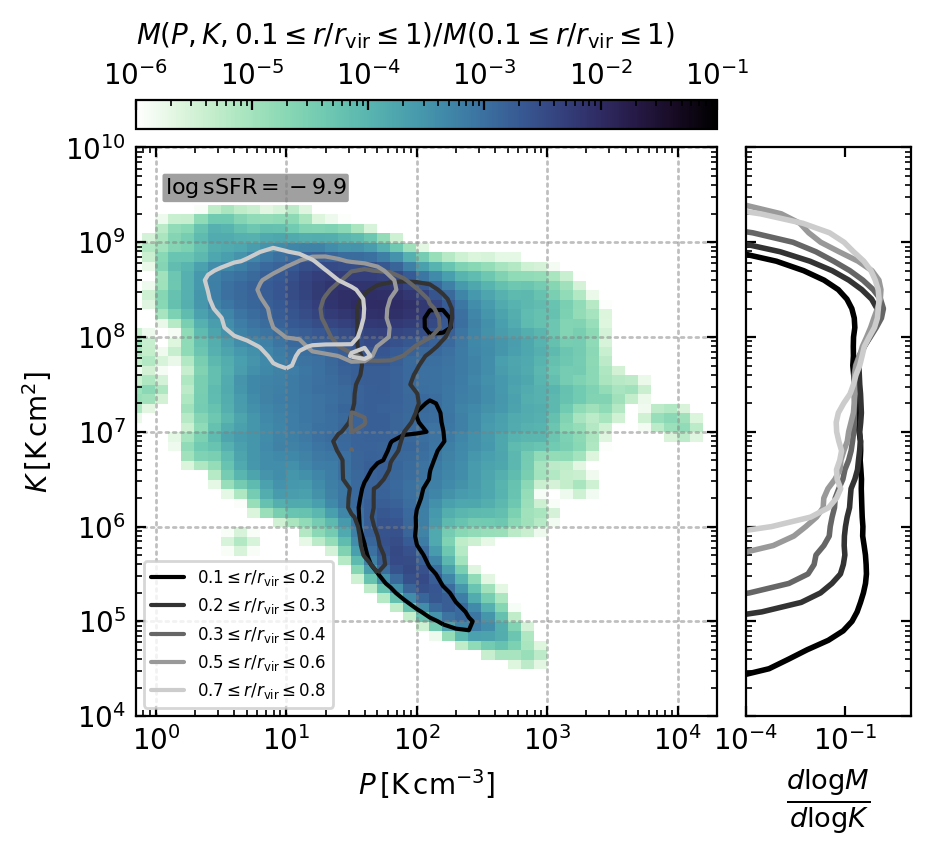 M(P, K, 0.1 ≤ r/r_vir ≤ 1)/M(0.1 ≤ r/r_vir ≤ 1)
10^-6 10^-5 10^-4 10^-3 10^-2 10^-1
log sSFR = −9.9
10^10
10^9
10^8
10^7
10^6
10^5
10^4
K [K cm^2]
0.1 ≤ r/r_vir ≤ 0.2
0.2 ≤ r/r_vir ≤ 0.3
0.3 ≤ r/r_vir ≤ 0.4
0.5 ≤ r/r_vir ≤ 0.6
0.7 ≤ r/r_vir ≤ 0.8
10^0 10^1 10^2 10^3 10^4
P [K cm^-3]
10^-4 10^-1
dlogM
dlogK